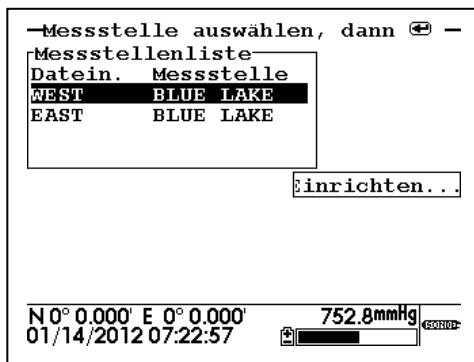 Messstelle auswählen, dann
Messstellenliste
Datein. Messstelle
WEST BLUE LAKE
EAST BLUE LAKE
Einrichten...
N 0° 0.000' E 0° 0.000' 752.8mmHg
01/14/2012 07:22:57
SONDE